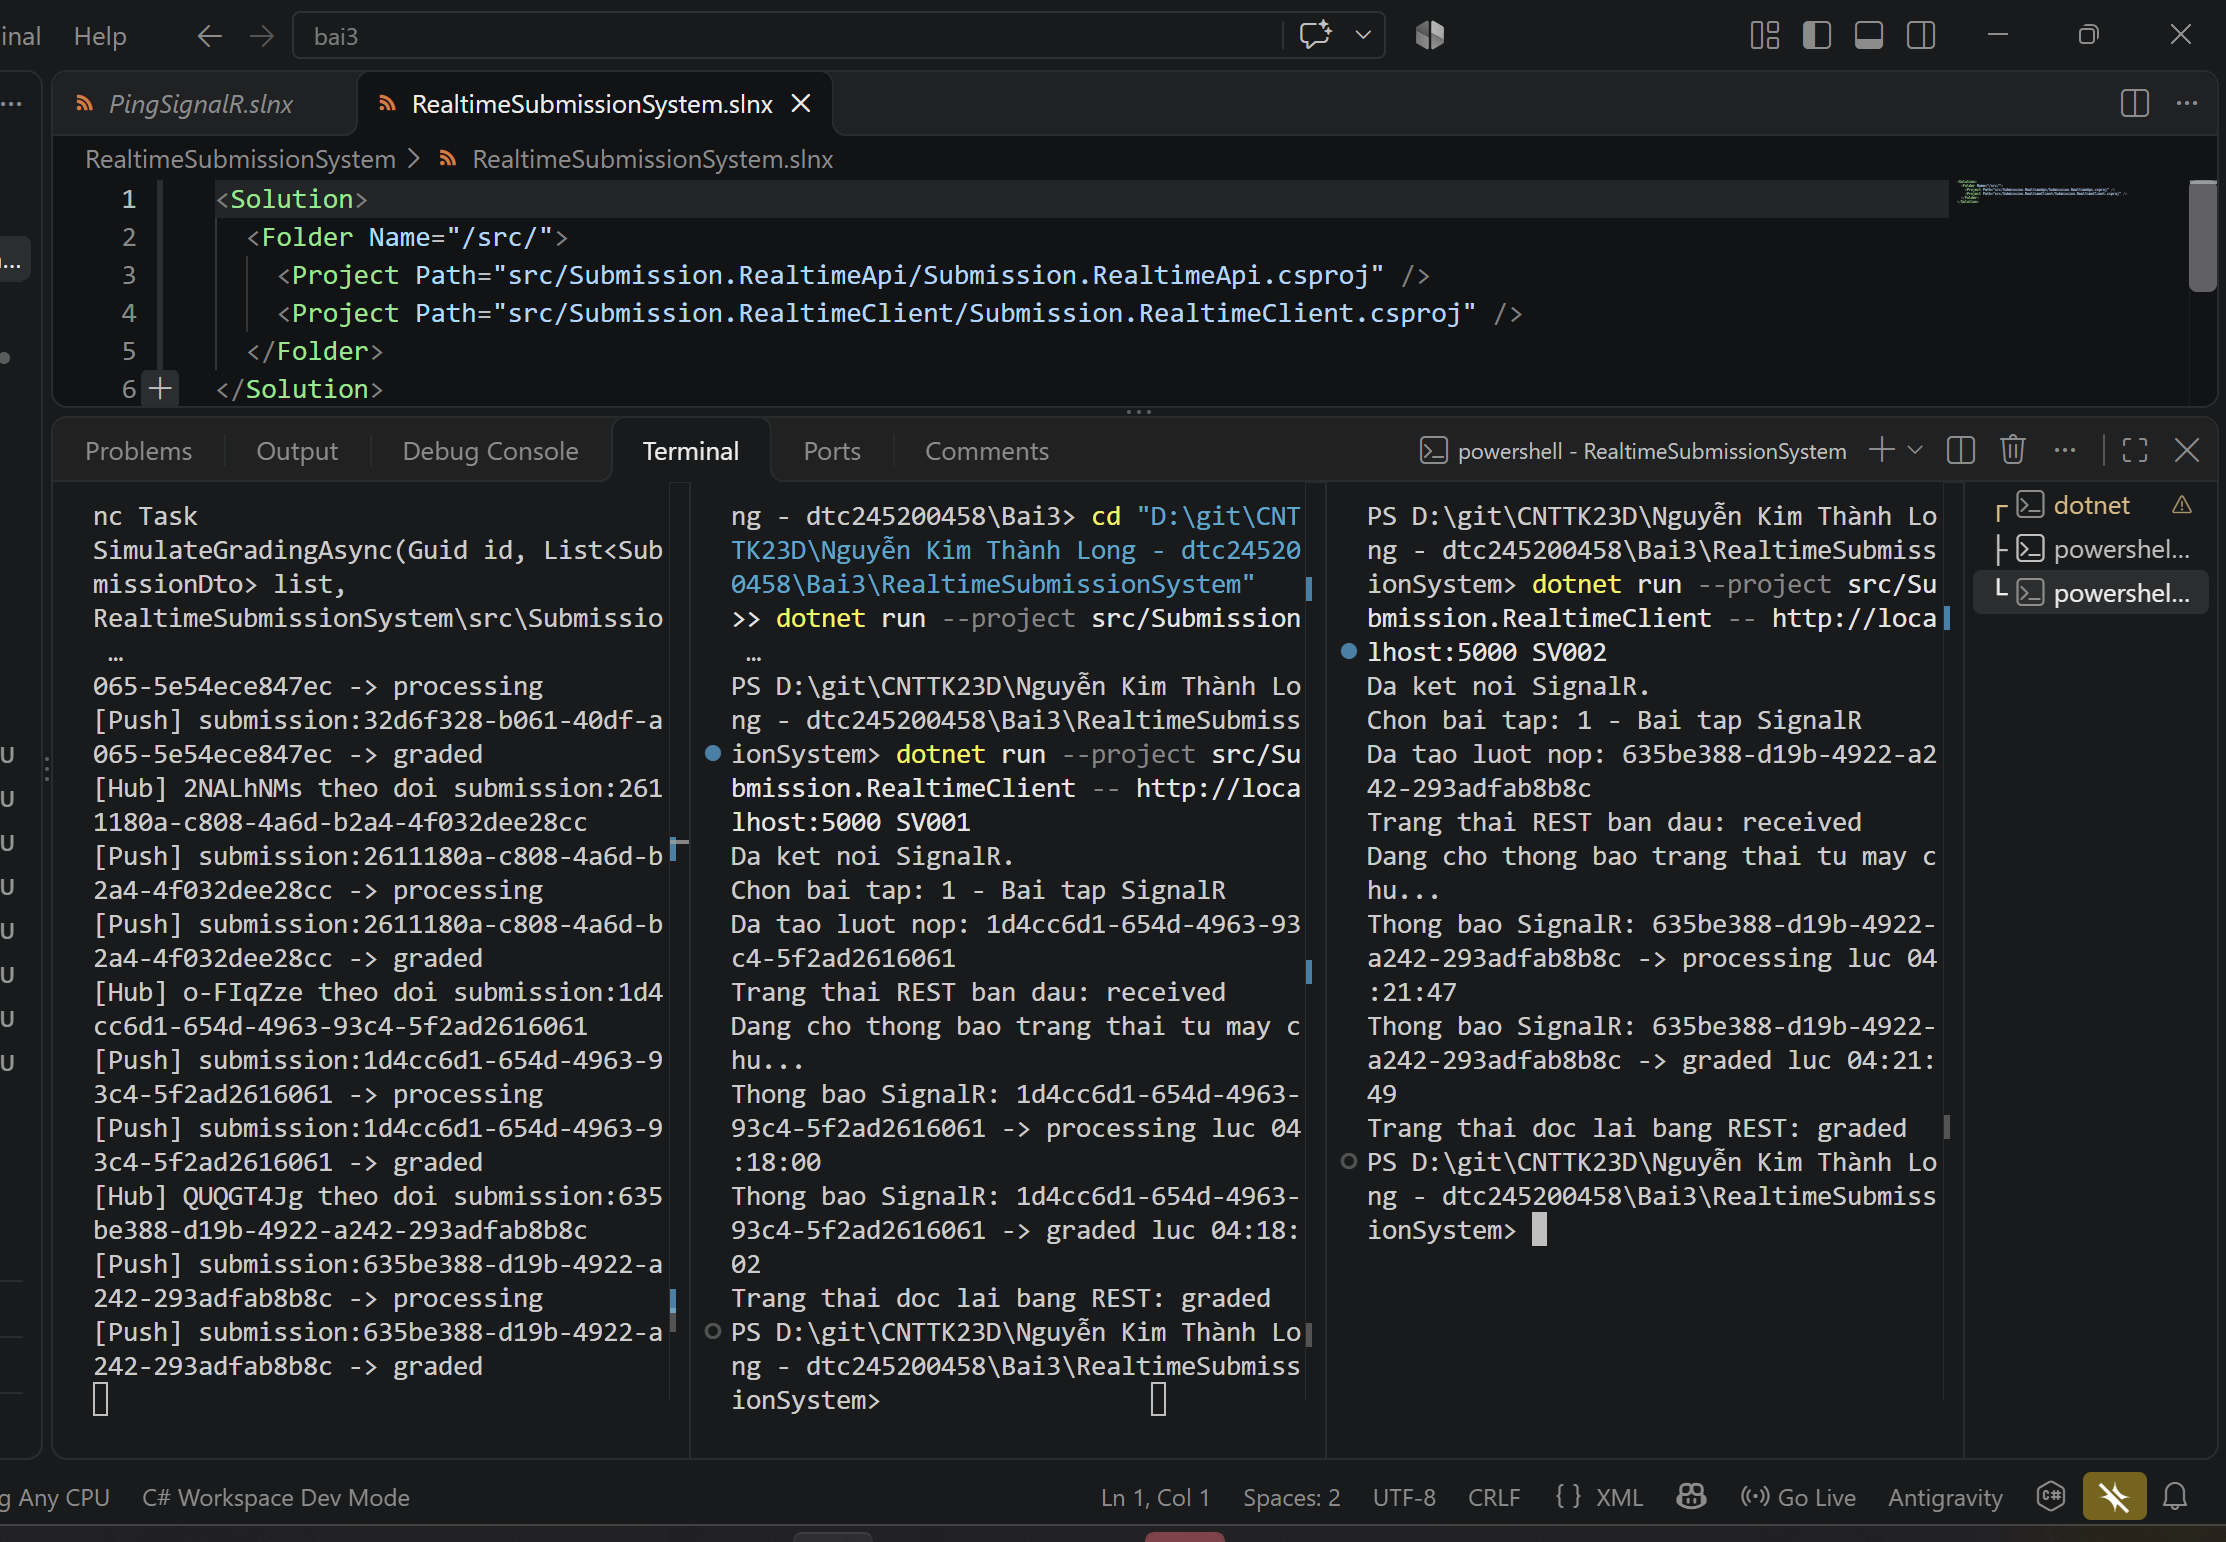 inal Help bai3
PingSignalR.slnx RealtimeSubmissionSystem.slnx
RealtimeSubmissionSystem > RealtimeSubmissionSystem.slnx
1 <Solution>
2 <Folder Name="/src/">
3 <Project Path="src/Submission.RealtimeApi/Submission.RealtimeApi.csproj" />
4 <Project Path="src/Submission.RealtimeClient/Submission.RealtimeClient.csproj" />
5 </Folder>
6 </Solution>
Problems Output Debug Console Terminal Ports Comments powershell - RealtimeSubmissionSystem
nc Task
SimulateGradingAsync(Guid id, List<Sub
missionDto> list,
RealtimeSubmissionSystem\src\Submissio
…
065-5e54ece847ec -> processing
[Push] submission:32d6f328-b061-40df-a
065-5e54ece847ec -> graded
[Hub] 2NALhNMs theo doi submission:261
1180a-c808-4a6d-b2a4-4f032dee28cc
[Push] submission:2611180a-c808-4a6d-b
2a4-4f032dee28cc -> processing
[Push] submission:2611180a-c808-4a6d-b
2a4-4f032dee28cc -> graded
[Hub] o-FIqZze theo doi submission:1d4
cc6d1-654d-4963-93c4-5f2ad2616061
[Push] submission:1d4cc6d1-654d-4963-9
3c4-5f2ad2616061 -> processing
[Push] submission:1d4cc6d1-654d-4963-9
3c4-5f2ad2616061 -> graded
[Hub] QUQGT4Jg theo doi submission:635
be388-d19b-4922-a242-293adfab8b8c
[Push] submission:635be388-d19b-4922-a
242-293adfab8b8c -> processing
[Push] submission:635be388-d19b-4922-a
242-293adfab8b8c -> graded
ng - dtc245200458\Bai3> cd "D:\git\CNT
TK23D\Nguyễn Kim Thành Long - dtc24520
0458\Bai3\RealtimeSubmissionSystem"
>> dotnet run --project src/Submission
…
PS D:\git\CNTTK23D\Nguyễn Kim Thành Lo
ng - dtc245200458\Bai3\RealtimeSubmiss
ionSystem> dotnet run --project src/Su
bmission.RealtimeClient -- http://loca
lhost:5000 SV001
Da ket noi SignalR.
Chon bai tap: 1 - Bai tap SignalR
Da tao luot nop: 1d4cc6d1-654d-4963-93
c4-5f2ad2616061
Trang thai REST ban dau: received
Dang cho thong bao trang thai tu may c
hu...
Thong bao SignalR: 1d4cc6d1-654d-4963-
93c4-5f2ad2616061 -> processing luc 04
:18:00
Thong bao SignalR: 1d4cc6d1-654d-4963-
93c4-5f2ad2616061 -> graded luc 04:18:
02
Trang thai doc lai bang REST: graded
PS D:\git\CNTTK23D\Nguyễn Kim Thành Lo
ng - dtc245200458\Bai3\RealtimeSubmiss
ionSystem>
PS D:\git\CNTTK23D\Nguyễn Kim Thành Lo
ng - dtc245200458\Bai3\RealtimeSubmiss
ionSystem> dotnet run --project src/Su
bmission.RealtimeClient -- http://loca
lhost:5000 SV002
Da ket noi SignalR.
Chon bai tap: 1 - Bai tap SignalR
Da tao luot nop: 635be388-d19b-4922-a2
42-293adfab8b8c
Trang thai REST ban dau: received
Dang cho thong bao trang thai tu may c
hu...
Thong bao SignalR: 635be388-d19b-4922-
a242-293adfab8b8c -> processing luc 04
:21:47
Thong bao SignalR: 635be388-d19b-4922-
a242-293adfab8b8c -> graded luc 04:21:
49
Trang thai doc lai bang REST: graded
PS D:\git\CNTTK23D\Nguyễn Kim Thành Lo
ng - dtc245200458\Bai3\RealtimeSubmiss
ionSystem>
dotnet
powershel...
powershel...
U
U
U
U
U
U
U
U
g Any CPU C# Workspace Dev Mode Ln 1, Col 1 Spaces: 2 UTF-8 CRLF {} XML Go Live Antigravity